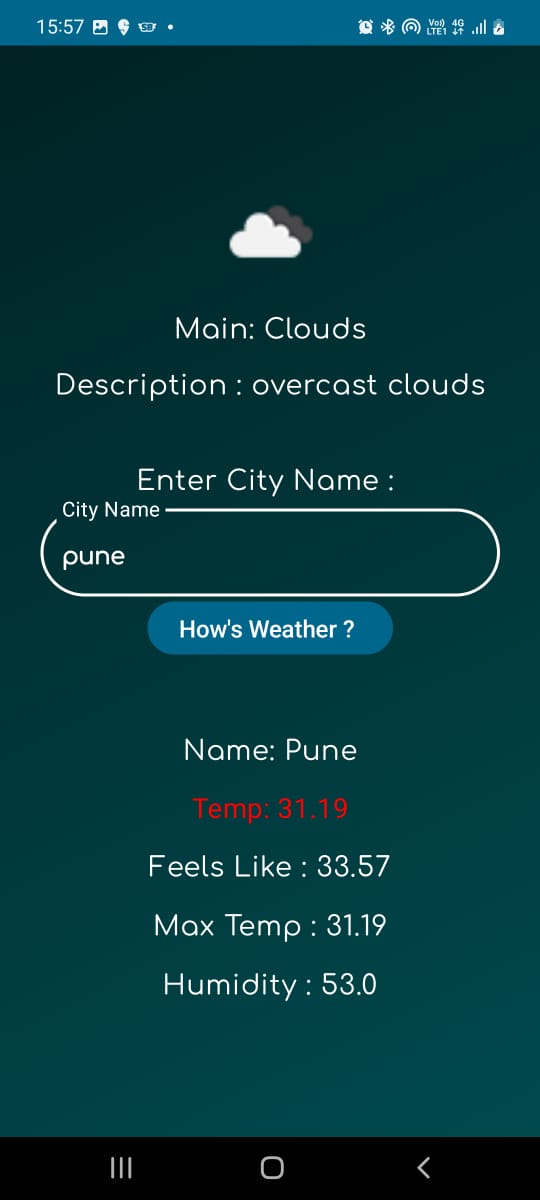 15:57
Vo)) 4G
LTE1
Main: Clouds
Description : overcast clouds
Enter City Name :
City Name
pune
How's Weather ?
Name: Pune
Temp: 31.19
Feels Like : 33.57
Max Temp : 31.19
Humidity : 53.0